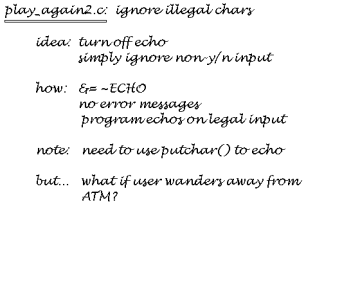 play_again2.c: ignore illegal chars
idea: turn off echo
simply ignore non-y/n input
how: &= ~ECHO
no error messages
program echos on legal input
note: need to use putchar() to echo
but... what if user wanders away from
ATM?